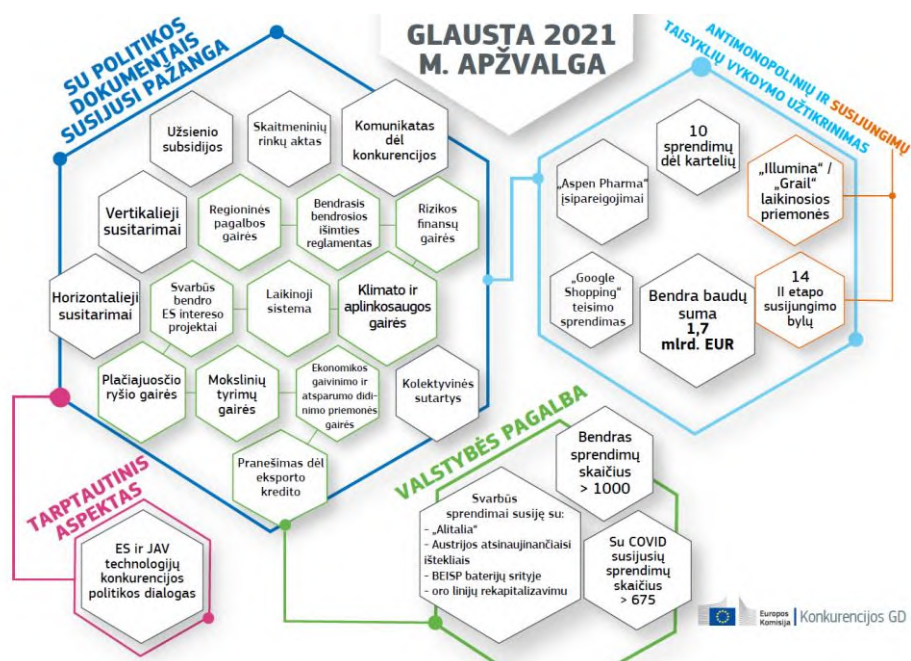 GLAUSTA 2021
M. APŽVALGA
SU POLITIKOS
DOKUMENTAIS
SUSIJUSI PAŽANGA
Užsienio
subsidijos
Skaitmeninių
rinkų aktas
Komunikatas
dėl
konkurencijos
Vertikalieji
susitarimai
Regioninės
pagalbos
gairės
Bendrasis
bendrosios
išimties
reglamentas
Rizikos
finansų
gairės
Horizontalieji
susitarimai
Svarbūs
bendro
ES intereso
projektai
Laikinoji
sistema
Klimato ir
aplinkosaugos
gairės
Plačiajuosčio
ryšio gairės
Mokslinių
tyrimų
gairės
Ekonomikos
gaivinimo ir
atsparumo didi-
nimo priemonės
gairės
Kolektyvinės
sutartys
Pranešimas dėl
eksporto
kredito
ANTIMONOPOLINIŲ IR SUSIJUNGIMŲ
TAISYKLIŲ VYKDYMO UŽTIKRINIMAS
10
sprendimų
dėl kartelių
„Aspen Pharma“
įsipareigojimai
„Illumina“ /
„Grail“
laikinosios
priemonės
„Google
Shopping“
teismo
sprendimas
Bendra baudų
suma
1,7
mlrd. EUR
14
II etapo
susijungimo
bylų
TARPTAUTINIS
ASPEKTAS
ES ir JAV
technologijų
konkurencijos
politikos dialogas
VALSTYBĖS PAGALBA
Bendras
sprendimų
skaičius
> 1000
Svarbūs
sprendimai susiję su:
- „Alitalia“
- Austrijos atsinaujinančiaisi
ištekliais
- BEISP baterijų srityje
- oro linijų rekapitalizavimu
Su COVID
susijusių
sprendimų
skaičius
> 675
Europos
Komisija
Konkurencijos GD